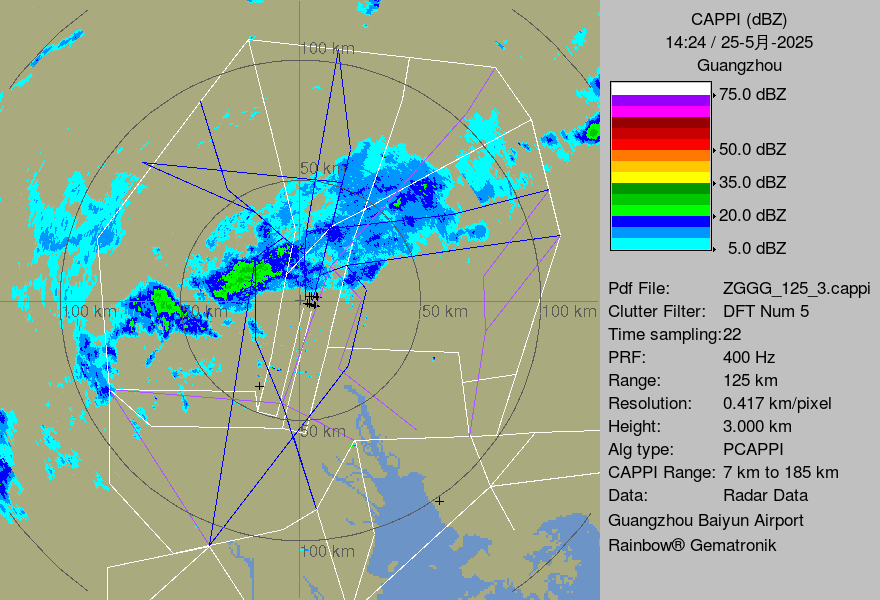 CAPPI (dBZ)
14:24 / 25-5月-2025
Guangzhou
75.0 dBZ
50.0 dBZ
35.0 dBZ
20.0 dBZ
5.0 dBZ
Pdf File: ZGGG_125_3.cappi
Clutter Filter: DFT Num 5
Time sampling:22
PRF: 400 Hz
Range: 125 km
Resolution: 0.417 km/pixel
Height: 3.000 km
Alg type: PCAPPI
CAPPI Range: 7 km to 185 km
Data: Radar Data
Guangzhou Baiyun Airport
Rainbow® Gematronik
100 km
50 km
100 km
50 km
50 km
100 km
50 km
100 km